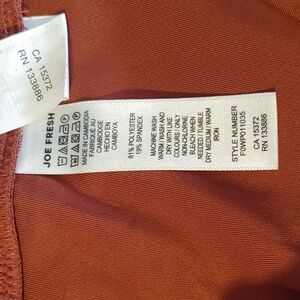 CA 15372
RN 133886
JOE FRESH
MADE IN CAMBODIA
FABRIQUÉ AU
CAMBODGE
HECHO EN
CAMBOYA
81% POLYESTER
19% SPANDEX
MACHINE WASH
WARM / WASH AND
DRY WITH LIKE
COLOURS / ONLY
NON-CHLORINE
BLEACH WHEN
NEEDED / TUMBLE
DRY MEDIUM / WARM
IRON
STYLE NUMBER
F0WP011035
CA 15372
RN 133886